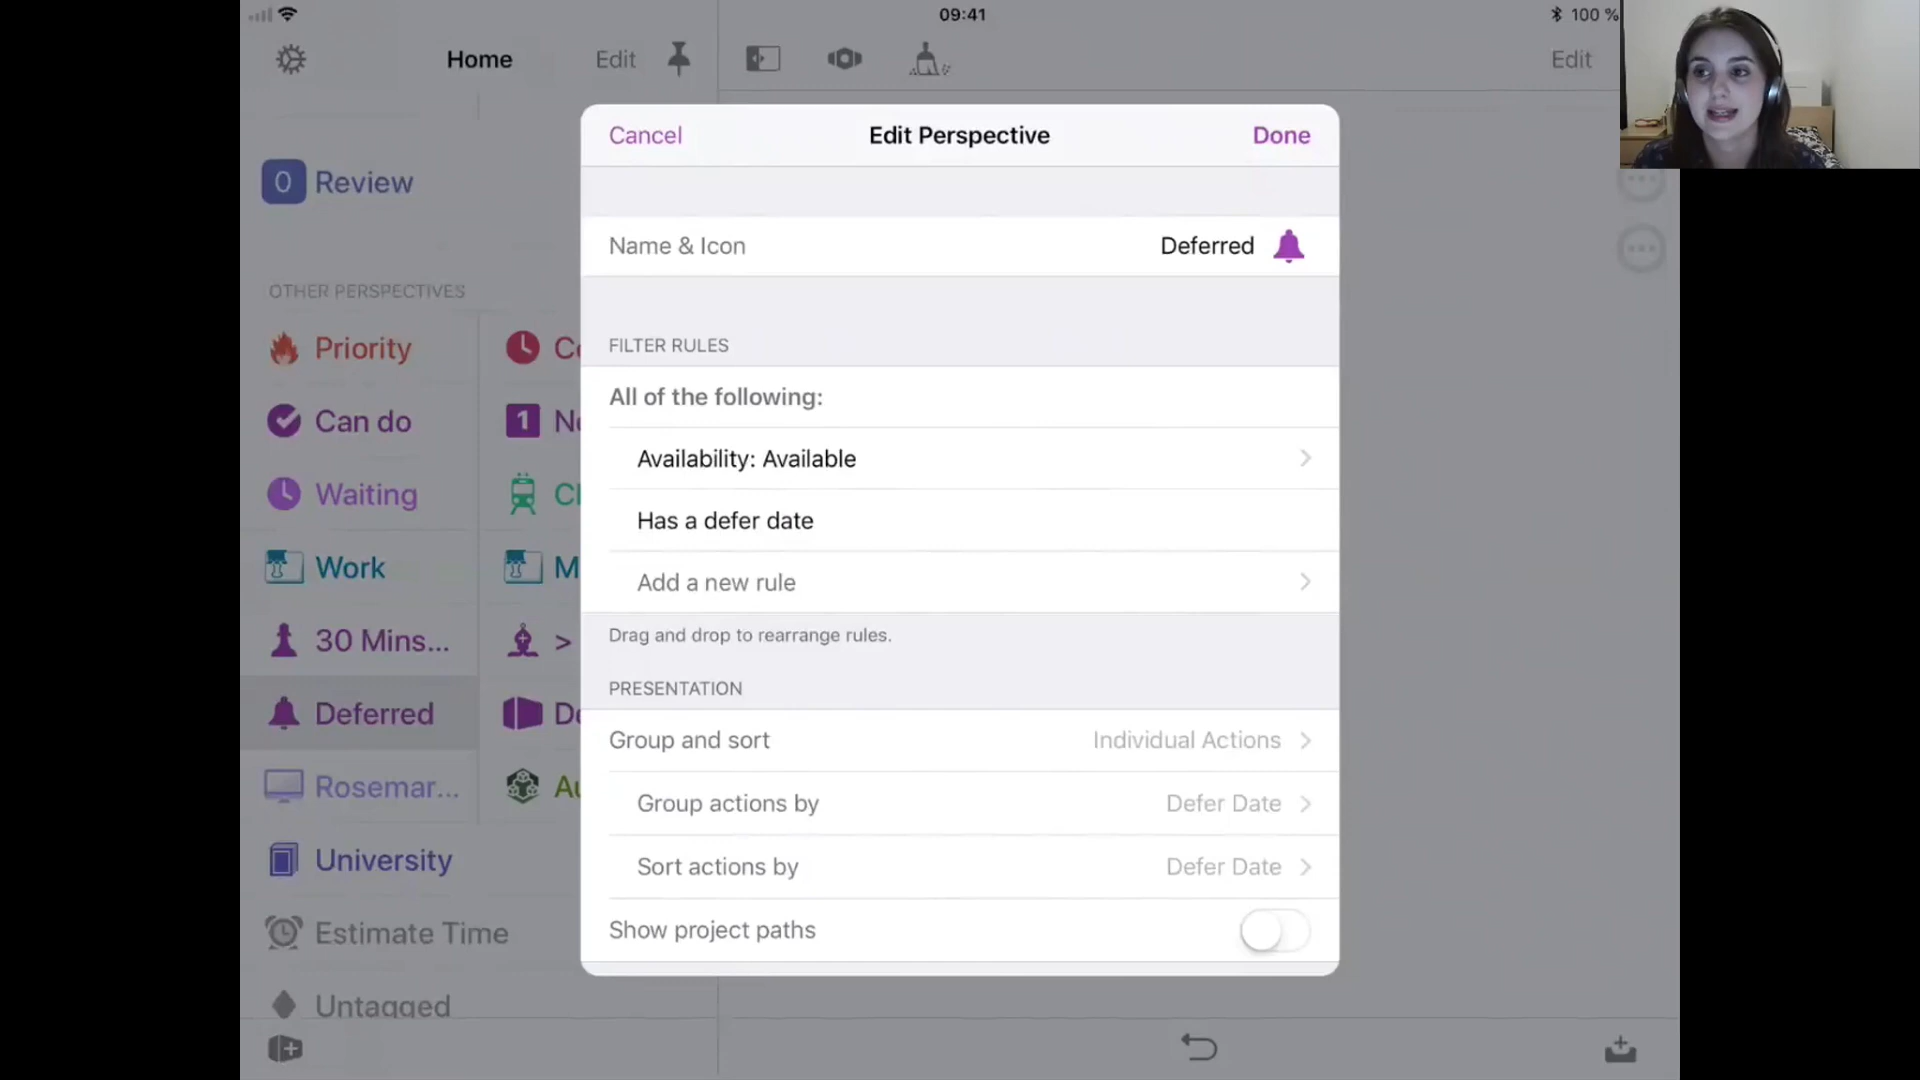 09:41
100 %
Home
Edit
Edit
Cancel
Edit Perspective
Done
0
Review
Name & Icon
Deferred
OTHER PERSPECTIVES
FILTER RULES
Priority
All of the following:
Can do
1
Availability: Available
Waiting
Has a defer date
Work
Add a new rule
30 Mins...
>
Drag and drop to rearrange rules.
PRESENTATION
Deferred
Group and sort
Individual Actions
Rosemar...
Group actions by
Defer Date
University
Sort actions by
Defer Date
Estimate Time
Show project paths
Untagged